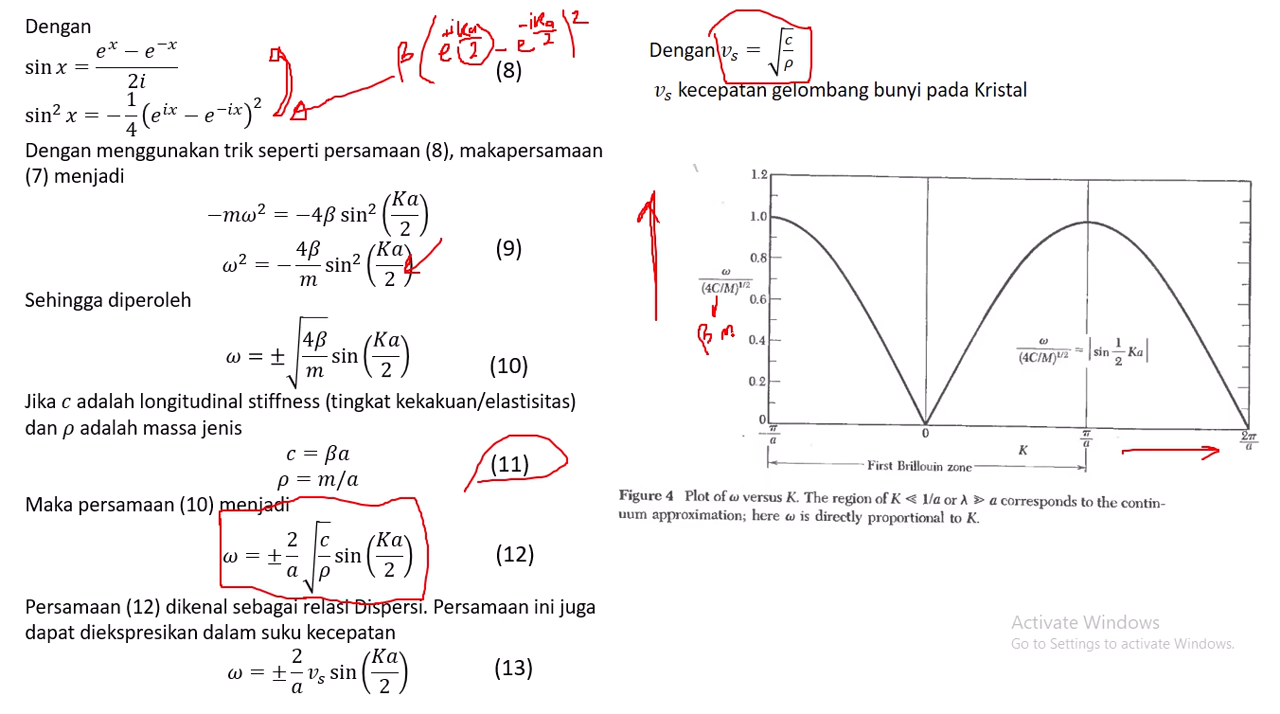 Dengan
sin x = (e^x − e^−x) / 2i
sin² x = −1/4 (e^ix − e^−ix)²
(8)
β(e^(+iKa/2) − e^(−iKa/2))²
Dengan menggunakan trik seperti persamaan (8), makapersamaan
(7) menjadi
−mω² = −4β sin² (Ka/2)
ω² = − 4β/m sin² (Ka/2) (9)
Sehingga diperoleh
ω = ± √(4β/m) sin (Ka/2) (10)
Jika c adalah longitudinal stiffness (tingkat kekakuan/elastisitas)
dan ρ adalah massa jenis
c = βa
ρ = m/a
(11)
Maka persamaan (10) menjadi
ω = ± 2/a √(c/ρ) sin (Ka/2) (12)
Persamaan (12) dikenal sebagai relasi Dispersi. Persamaan ini juga
dapat diekspresikan dalam suku kecepatan
ω = ± 2/a v_s sin (Ka/2) (13)
Dengan v_s = √(c/ρ)
v_s kecepatan gelombang bunyi pada Kristal
1.2
1.0
0.8
ω/(4C/M)^1/2
0.6
β m
0.4
0.2
0
ω/(4C/M)^1/2 = |sin 1/2 Ka|
−π/a 0 π/a 2π/a
K
First Brillouin zone
Figure 4 Plot of ω versus K. The region of K ≪ 1/a or λ ≫ a corresponds to the contin-
uum approximation; here ω is directly proportional to K.
Activate Windows
Go to Settings to activate Windows.